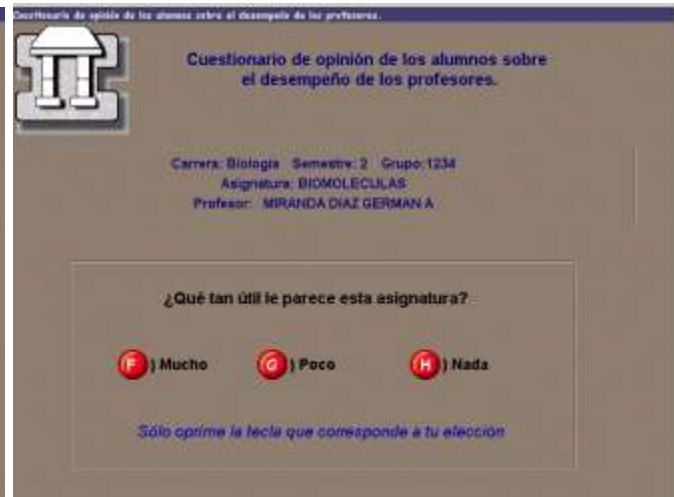 Cuestionario de opinión de los alumnos sobre el desempeño de los profesores.
Cuestionario de opinión de los alumnos sobre
el desempeño de los profesores.
Carrera: Biología Semestre: 2 Grupo:1234
Asignatura: BIOMOLECULAS
Profesor: MIRANDA DIAZ GERMAN A
¿Qué tan útil le parece esta asignatura?
F ) Mucho G ) Poco H ) Nada
Sólo oprime la tecla que corresponde a tu elección